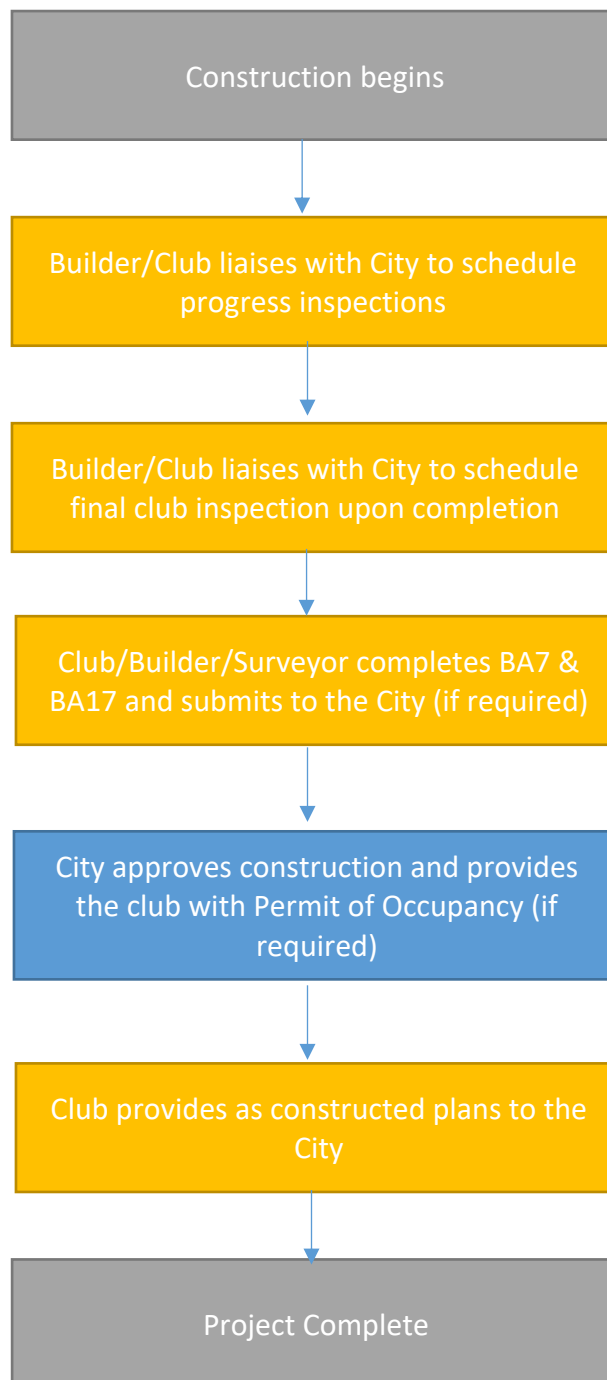 Construction begins
Builder/Club liaises with City to schedule
progress inspections
Builder/Club liaises with City to schedule
final club inspection upon completion
Club/Builder/Surveyor completes BA7 &
BA17 and submits to the City (if required)
City approves construction and provides
the club with Permit of Occupancy (if
required)
Club provides as constructed plans to the
City
Project Complete